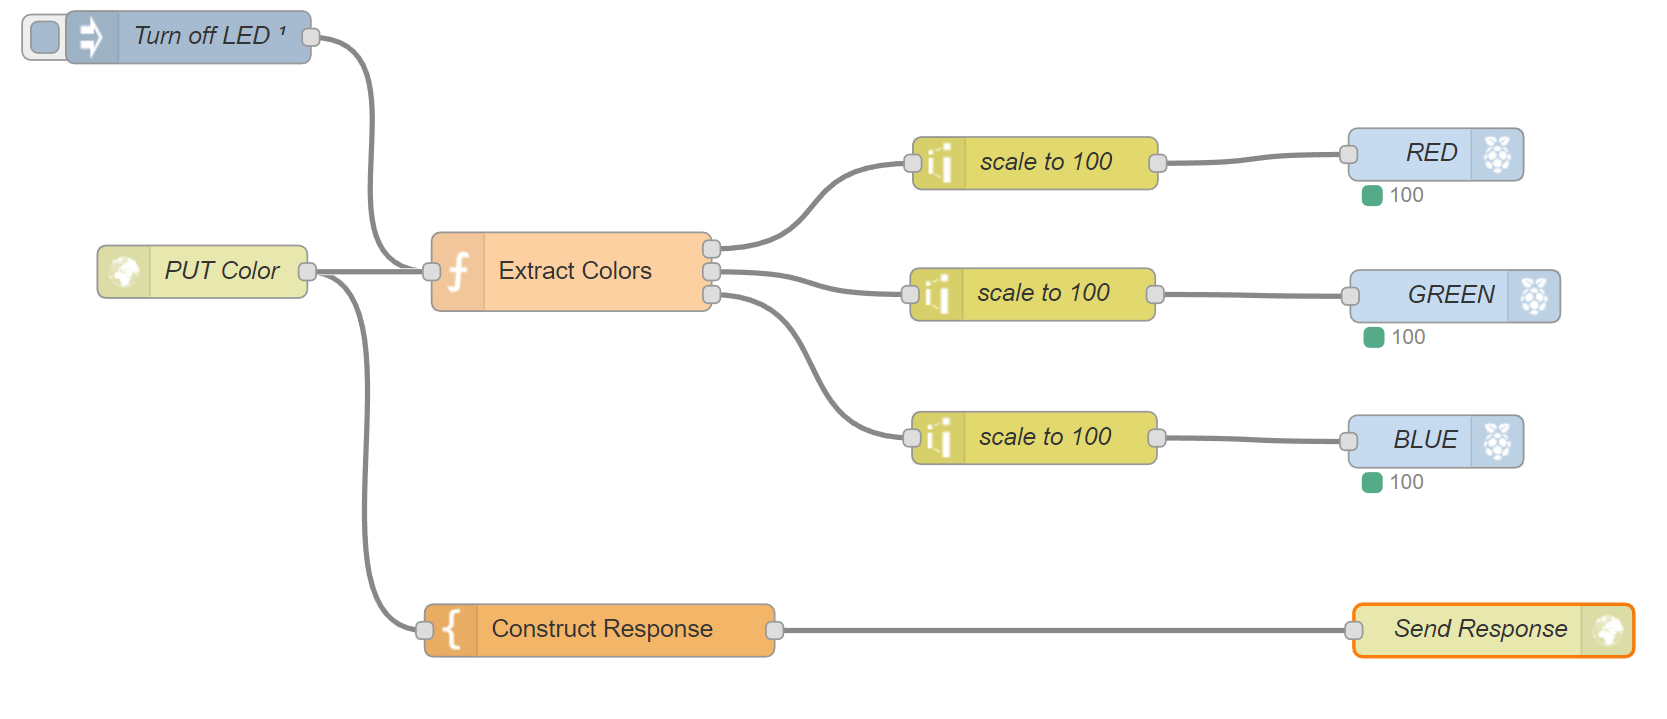 Turn off LED ¹
scale to 100
RED
100
PUT Color
Extract Colors
scale to 100
GREEN
100
scale to 100
BLUE
100
Construct Response
Send Response